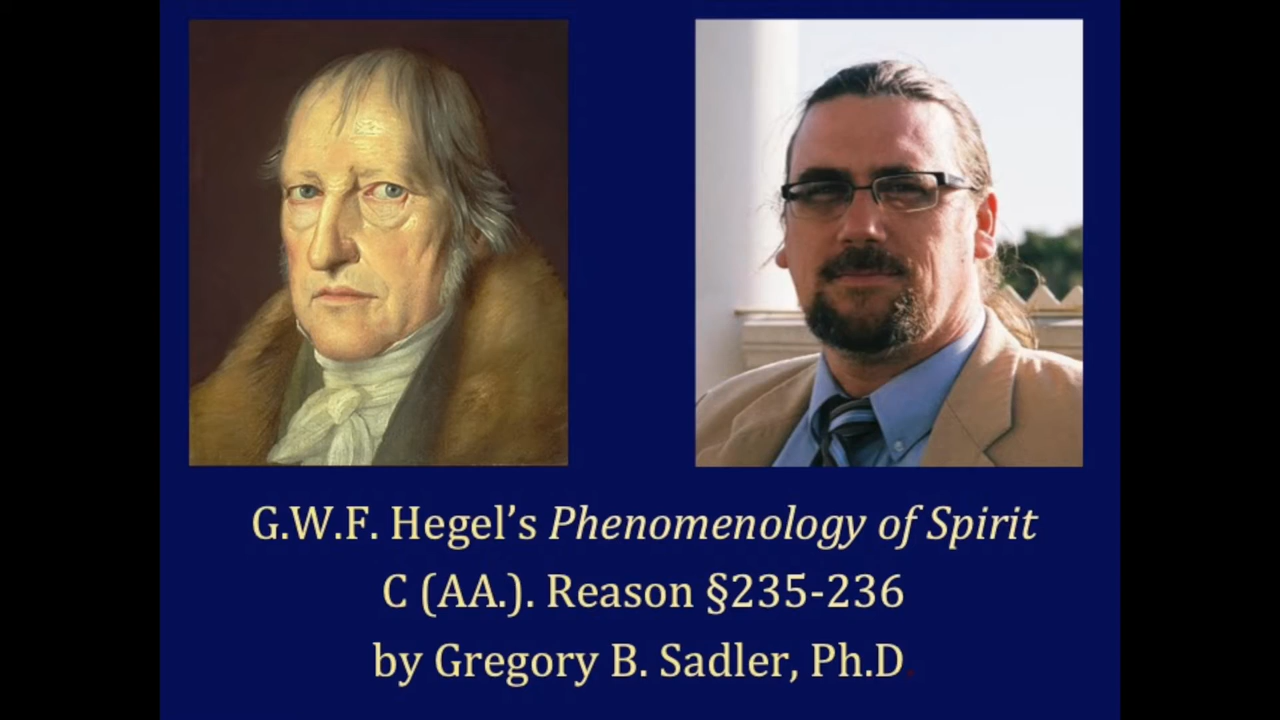 G.W.F. Hegel’s Phenomenology of Spirit
C (AA.). Reason §235-236
by Gregory B. Sadler, Ph.D.